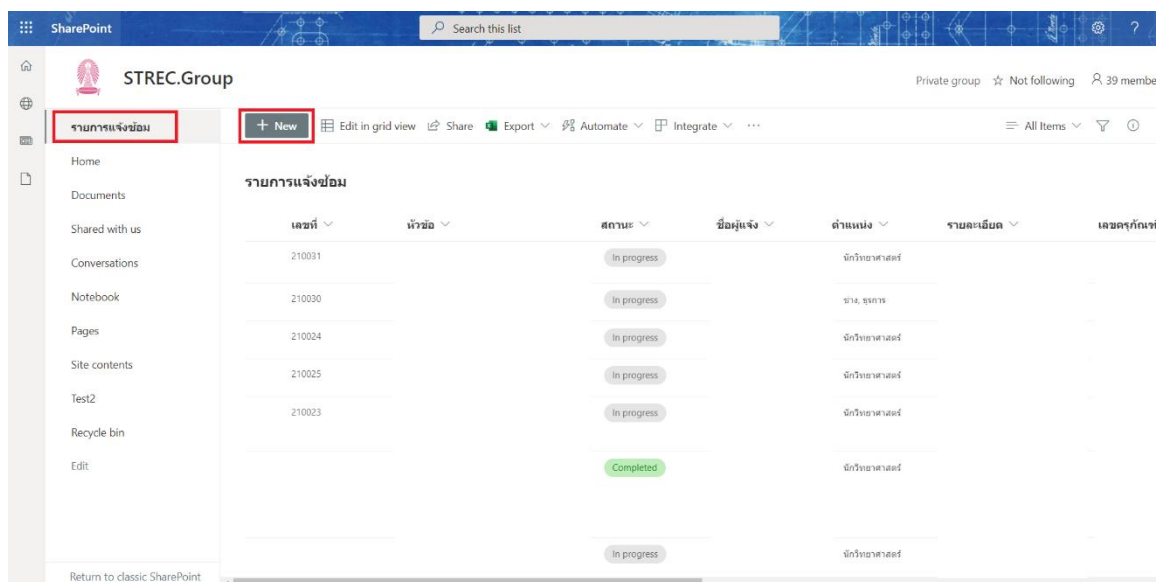 SharePoint
Search this list
?
STREC.Group
Private group Not following 39 membe
รายการแจ้งซ้อม
+ New Edit in grid view Share Export Automate Integrate ... All Items
Home
Documents
Shared with us
Conversations
Notebook
Pages
Site contents
Test2
Recycle bin
Edit
Return to classic SharePoint
รายการแจ้งซ้อม
เลขที่ หัวข้อ สถานะ ชื่อผู้แจ้ง ตำแหน่ง รายละเอียด เลขครุภัณฑ์
210031 In progress นักวิทยาศาสตร์
210030 In progress ช่าง, ธุรการ
210024 In progress นักวิทยาศาสตร์
210025 In progress นักวิทยาศาสตร์
210023 In progress นักวิทยาศาสตร์
Completed นักวิทยาศาสตร์
In progress นักวิทยาศาสตร์